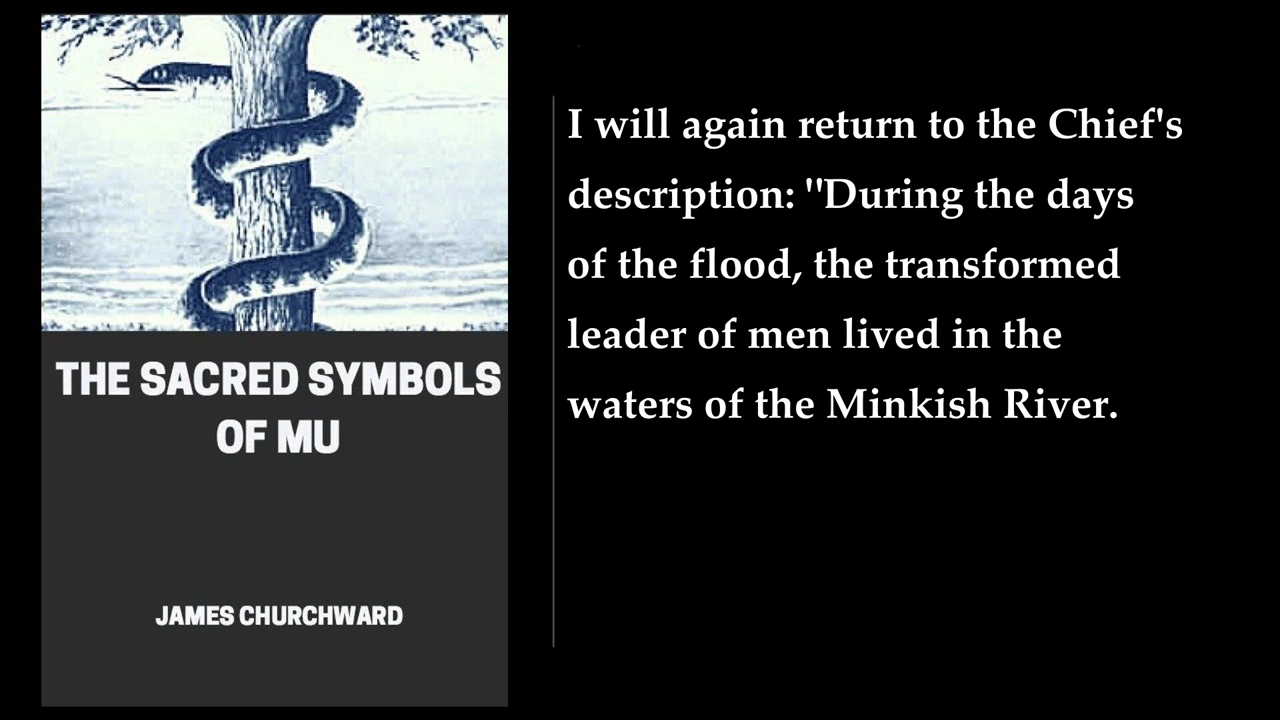 THE SACRED SYMBOLS
OF MU
JAMES CHURCHWARD
I will again return to the Chief's
description: "During the days
of the flood, the transformed
leader of men lived in the
waters of the Minkish River.